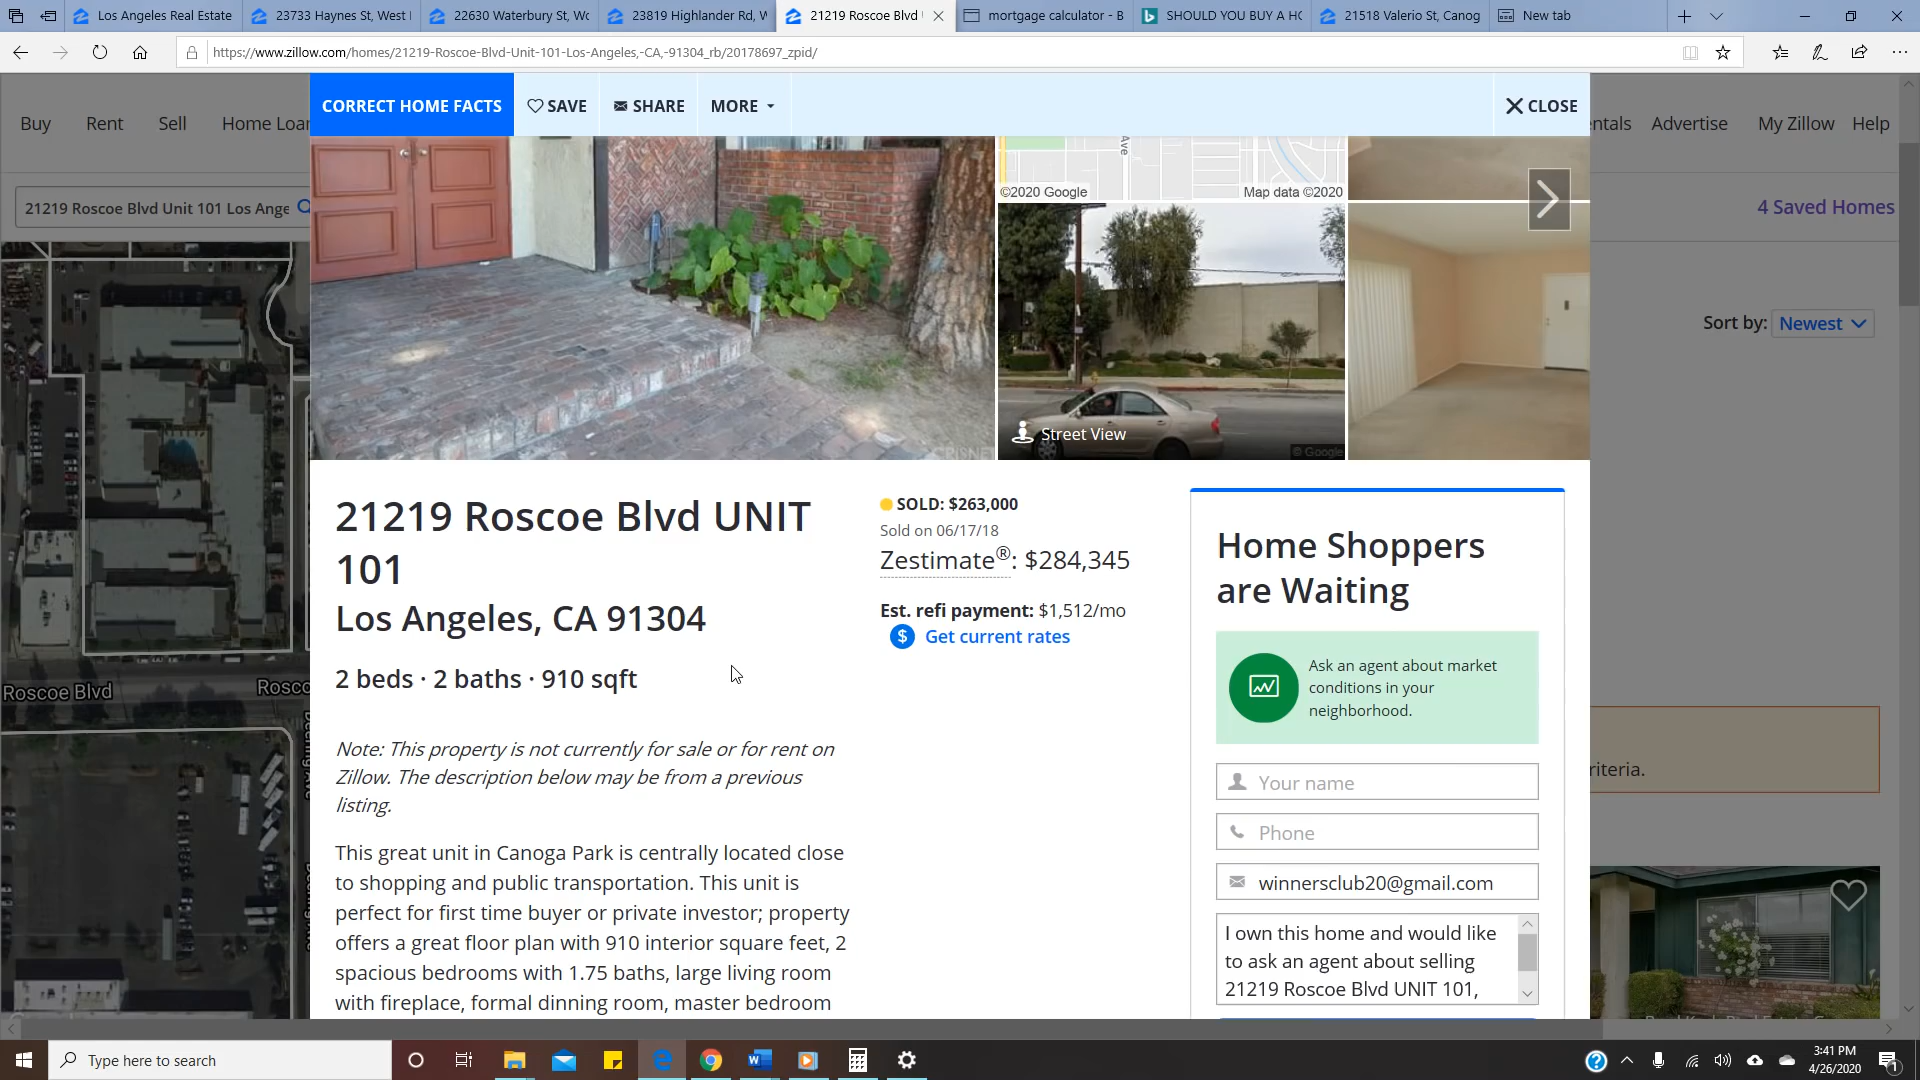 Los Angeles Real Estate
23733 Haynes St, West
22630 Waterbury St, Wo
23819 Highlander Rd, W
21219 Roscoe Blvd
mortgage calculator - B
SHOULD YOU BUY A HO
21518 Valerio St, Canog
New tab
https://www.zillow.com/homes/21219-Roscoe-Blvd-Unit-101-Los-Angeles,-CA,-91304_rb/20178697_zpid/
CORRECT HOME FACTS
SAVE
SHARE
MORE
CLOSE
Buy
Rent
Sell
Home Loan
entals
Advertise
My Zillow
Help
21219 Roscoe Blvd Unit 101 Los Ange
4 Saved Homes
Ave
©2020 Google
Map data ©2020
Sort by: Newest
Street View
© Google
CRISNET
Roscoe Blvd
Rosco
21219 Roscoe Blvd UNIT
101
Los Angeles, CA 91304
2 beds · 2 baths · 910 sqft
SOLD: $263,000
Sold on 06/17/18
Zestimate®: $284,345
Est. refi payment: $1,512/mo
$ Get current rates
Note: This property is not currently for sale or for rent on
Zillow. The description below may be from a previous
listing.
This great unit in Canoga Park is centrally located close
to shopping and public transportation. This unit is
perfect for first time buyer or private investor; property
offers a great floor plan with 910 interior square feet, 2
spacious bedrooms with 1.75 baths, large living room
with fireplace, formal dinning room, master bedroom
Home Shoppers
are Waiting
Ask an agent about market
conditions in your
neighborhood.
Your name
Phone
winnersclub20@gmail.com
I own this home and would like
to ask an agent about selling
21219 Roscoe Blvd UNIT 101,
riteria.
Type here to search
3:41 PM
4/26/2020
1